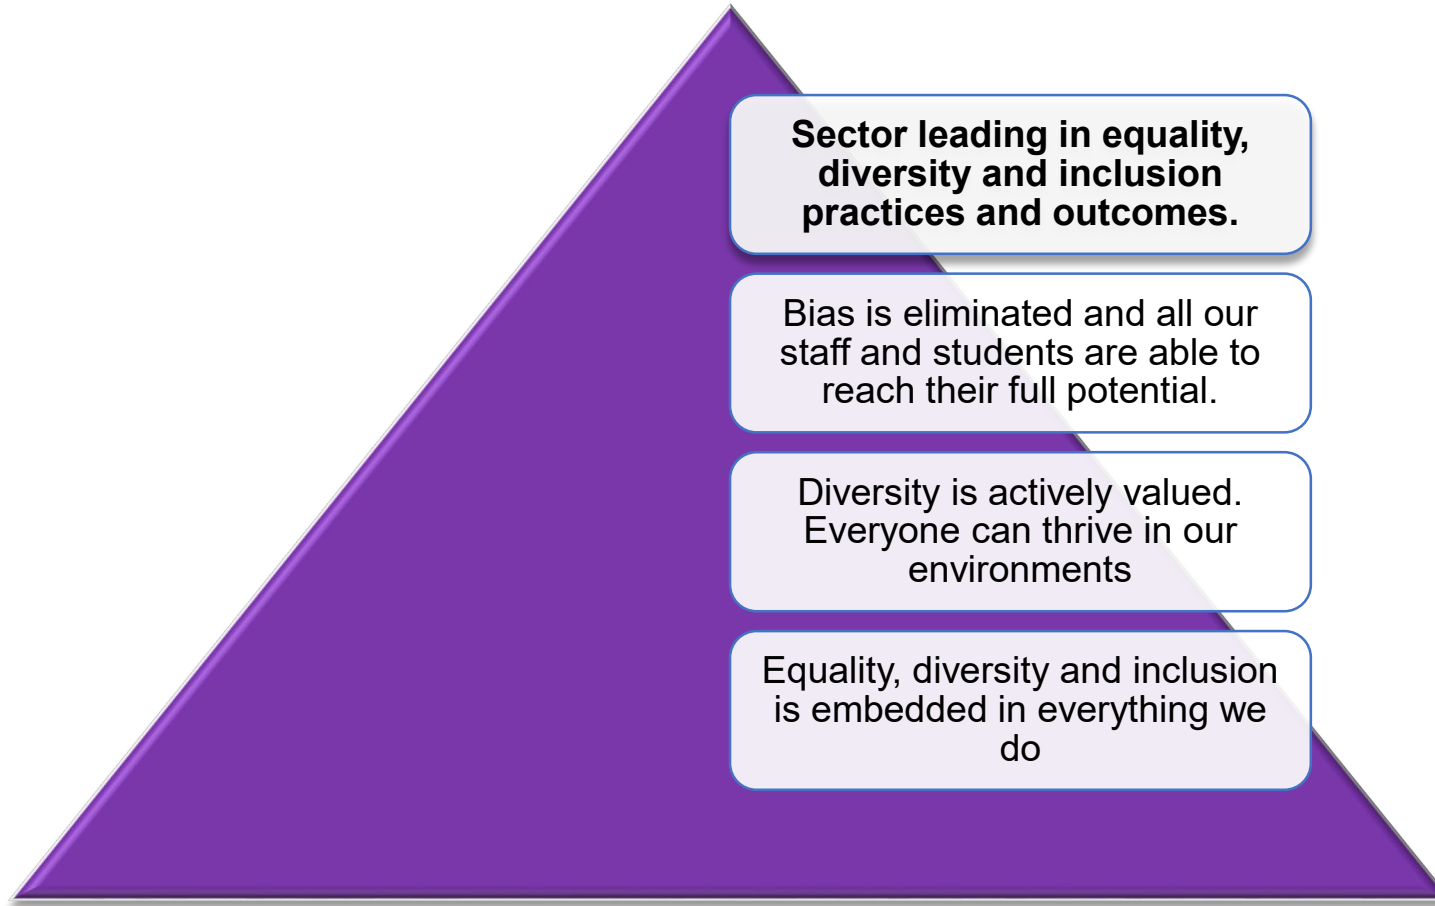 Sector leading in equality,
diversity and inclusion
practices and outcomes.
Bias is eliminated and all our
staff and students are able to
reach their full potential.
Diversity is actively valued.
Everyone can thrive in our
environments
Equality, diversity and inclusion
is embedded in everything we
do